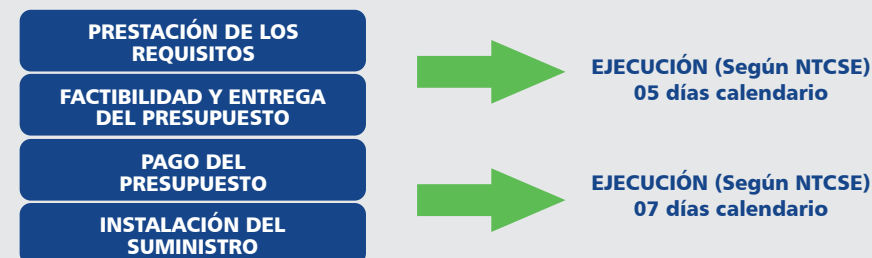 PRESTACIÓN DE LOS
REQUISITOS
FACTIBILIDAD Y ENTREGA
DEL PRESUPUESTO
EJECUCIÓN (Según NTCSE)
05 días calendario
PAGO DEL
PRESUPUESTO
INSTALACIÓN DEL
SUMINISTRO
EJECUCIÓN (Según NTCSE)
07 días calendario